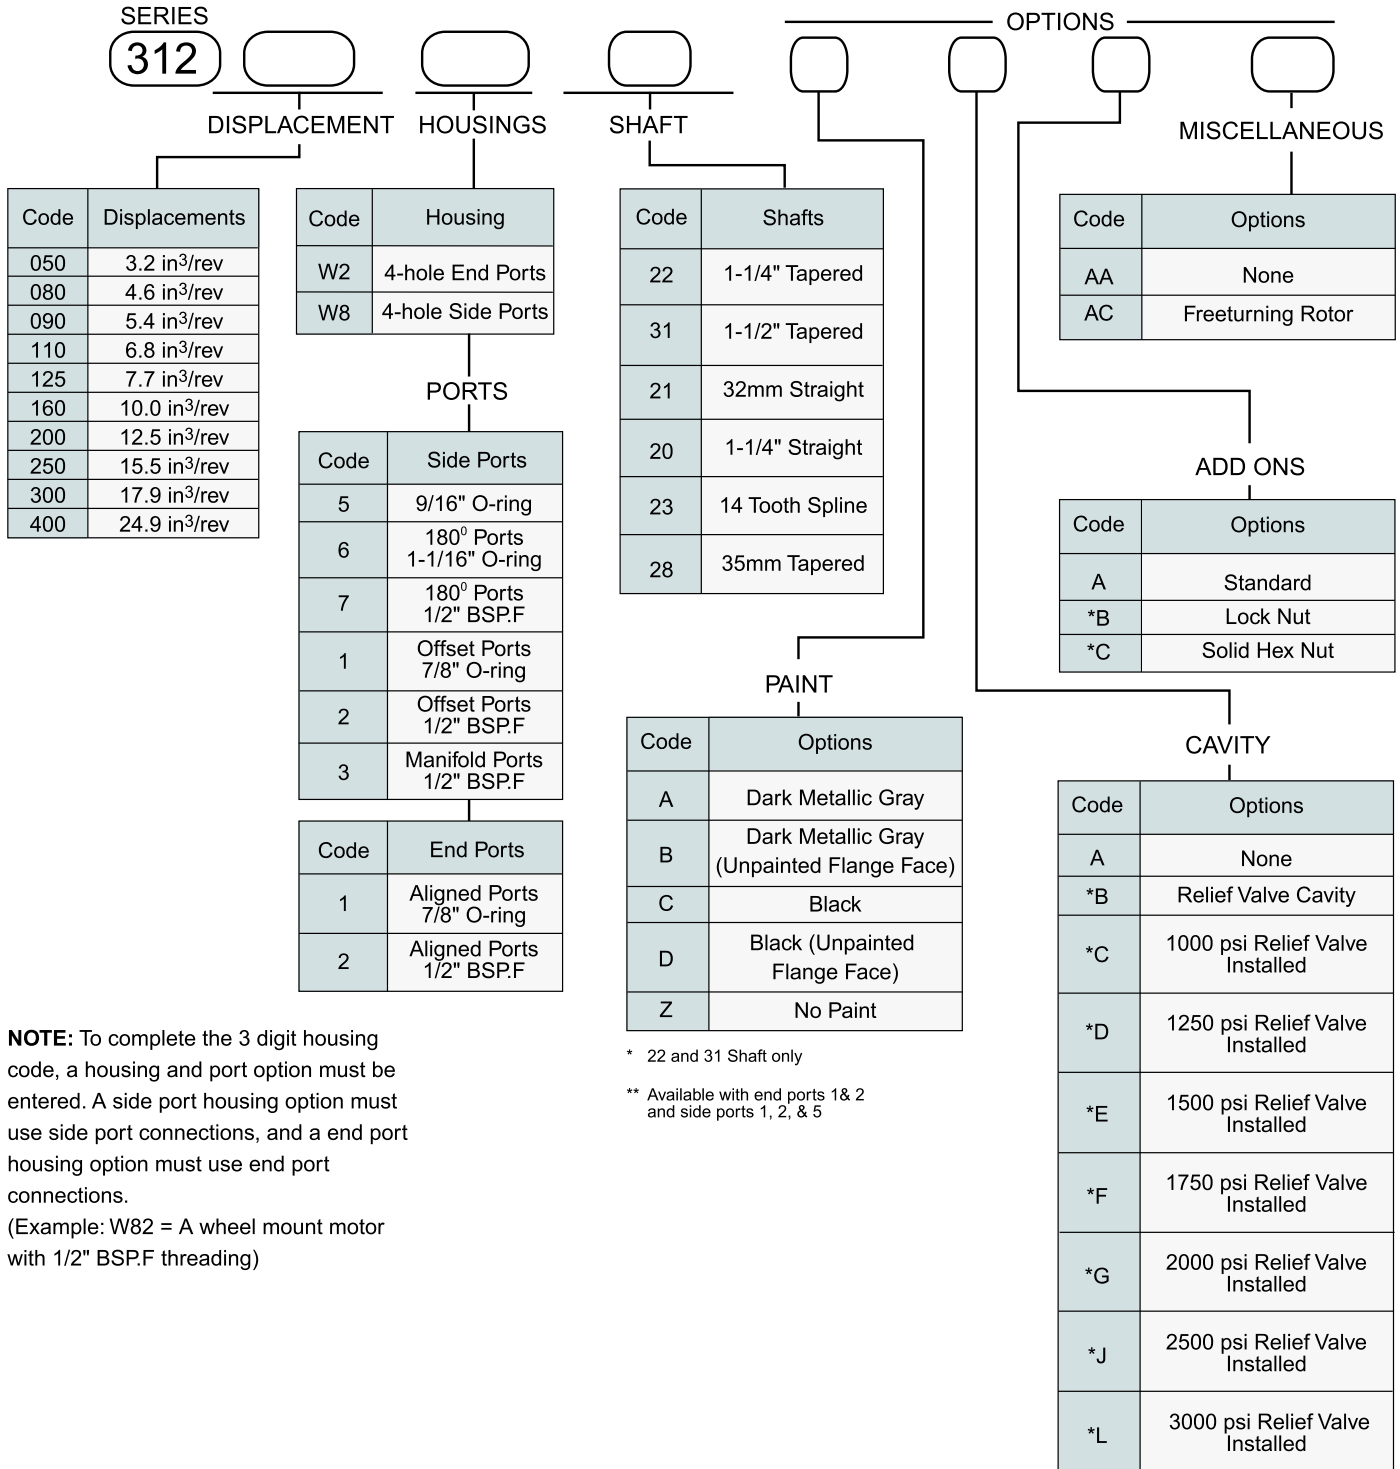 SERIES
312
OPTIONS
DISPLACEMENT
HOUSINGS
SHAFT
MISCELLANEOUS
Code Displacements
050 3.2 in³/rev
080 4.6 in³/rev
090 5.4 in³/rev
110 6.8 in³/rev
125 7.7 in³/rev
160 10.0 in³/rev
200 12.5 in³/rev
250 15.5 in³/rev
300 17.9 in³/rev
400 24.9 in³/rev
Code Housing
W2 4-hole End Ports
W8 4-hole Side Ports
PORTS
Code Side Ports
5 9/16" O-ring
6 180⁰ Ports
1-1/16" O-ring
7 180⁰ Ports
1/2" BSP.F
1 Offset Ports
7/8" O-ring
2 Offset Ports
1/2" BSP.F
3 Manifold Ports
1/2" BSP.F
Code End Ports
1 Aligned Ports
7/8" O-ring
2 Aligned Ports
1/2" BSP.F
Code Shafts
22 1-1/4" Tapered
31 1-1/2" Tapered
21 32mm Straight
20 1-1/4" Straight
23 14 Tooth Spline
28 35mm Tapered
PAINT
Code Options
A Dark Metallic Gray
B Dark Metallic Gray
(Unpainted Flange Face)
C Black
D Black (Unpainted
Flange Face)
Z No Paint
* 22 and 31 Shaft only
** Available with end ports 1& 2
and side ports 1, 2, & 5
Code Options
AA None
AC Freeturning Rotor
ADD ONS
Code Options
A Standard
*B Lock Nut
*C Solid Hex Nut
CAVITY
Code Options
A None
*B Relief Valve Cavity
*C 1000 psi Relief Valve
Installed
*D 1250 psi Relief Valve
Installed
*E 1500 psi Relief Valve
Installed
*F 1750 psi Relief Valve
Installed
*G 2000 psi Relief Valve
Installed
*J 2500 psi Relief Valve
Installed
*L 3000 psi Relief Valve
Installed
NOTE: To complete the 3 digit housing
code, a housing and port option must be
entered. A side port housing option must
use side port connections, and a end port
housing option must use end port
connections.
(Example: W82 = A wheel mount motor
with 1/2" BSP.F threading)